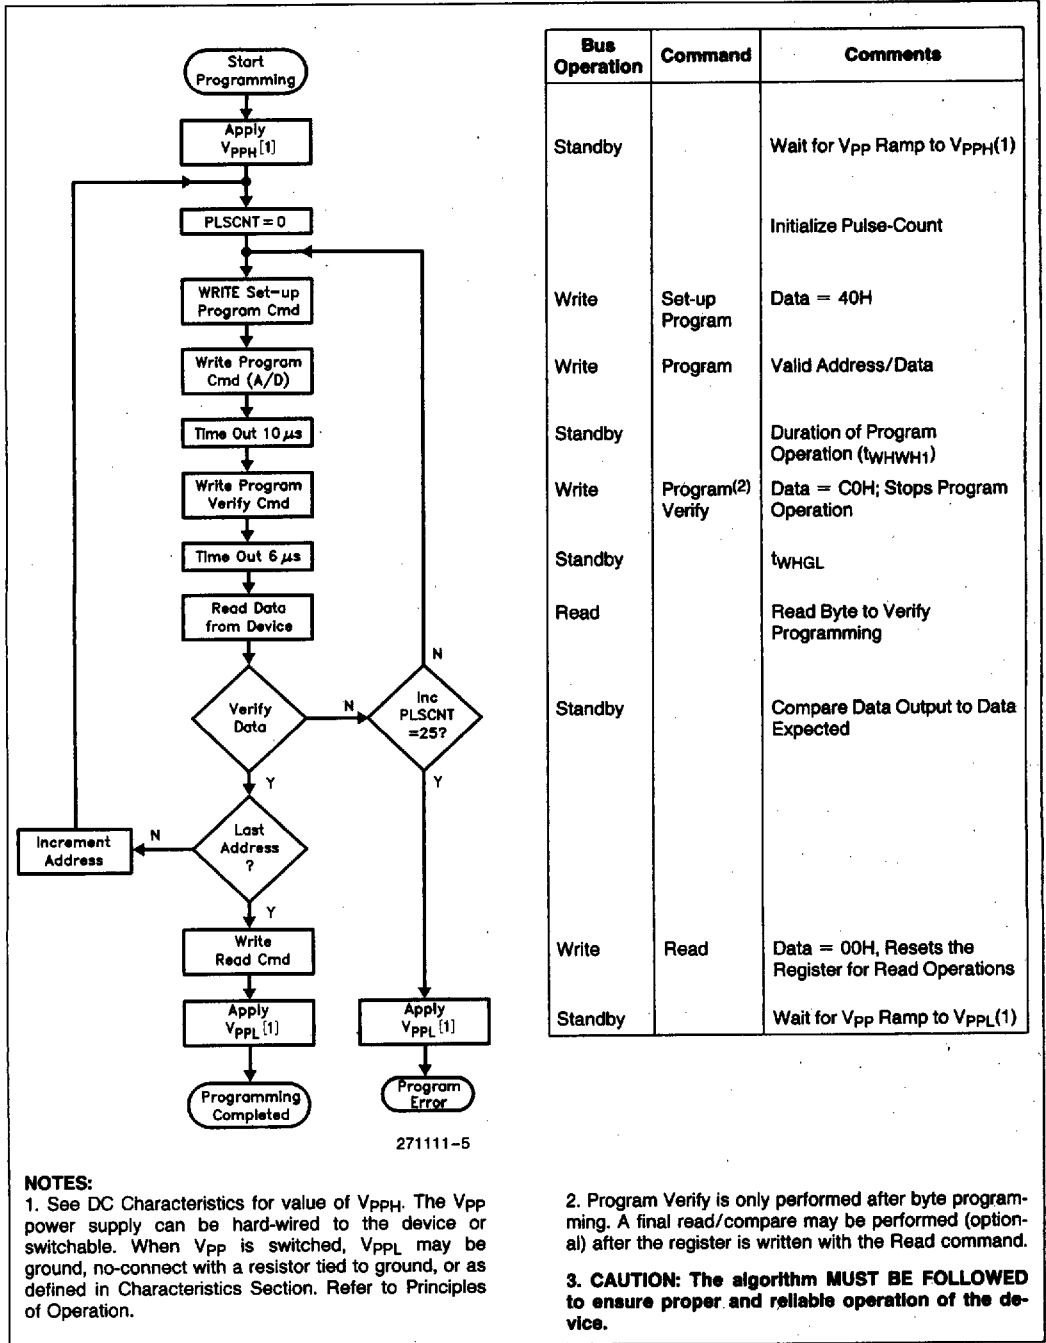 Start
Programming
Apply
VPPH[1]
PLSCNT = 0
WRITE Set-up
Program Cmd
Write Program
Cmd (A/D)
Time Out 10 μs
Write Program
Verify Cmd
Time Out 6 μs
Read Data
from Device
Verify
Data
N
Inc
PLSCNT
=25?
N
Y
Y
Last
Address
?
N
Increment
Address
Y
Write
Read Cmd
Apply
VPPL[1]
Programming
Completed
Apply
VPPL[1]
Program
Error
271111-5
Bus
Operation
Command
Comments
Standby
Wait for VPP Ramp to VPPH(1)
Initialize Pulse-Count
Write
Set-up
Program
Data = 40H
Write
Program
Valid Address/Data
Standby
Duration of Program
Operation (tWHWH1)
Write
Program(2)
Verify
Data = C0H; Stops Program
Operation
Standby
tWHGL
Read
Read Byte to Verify
Programming
Standby
Compare Data Output to Data
Expected
Write
Read
Data = 00H, Resets the
Register for Read Operations
Standby
Wait for VPP Ramp to VPPL(1)
NOTES:
1. See DC Characteristics for value of VPPH. The VPP
power supply can be hard-wired to the device or
switchable. When VPP is switched, VPPL may be
ground, no-connect with a resistor tied to ground, or as
defined in Characteristics Section. Refer to Principles
of Operation.
2. Program Verify is only performed after byte program-
ming. A final read/compare may be performed (option-
al) after the register is written with the Read command.
3. CAUTION: The algorithm MUST BE FOLLOWED
to ensure proper and reliable operation of the de-
vice.